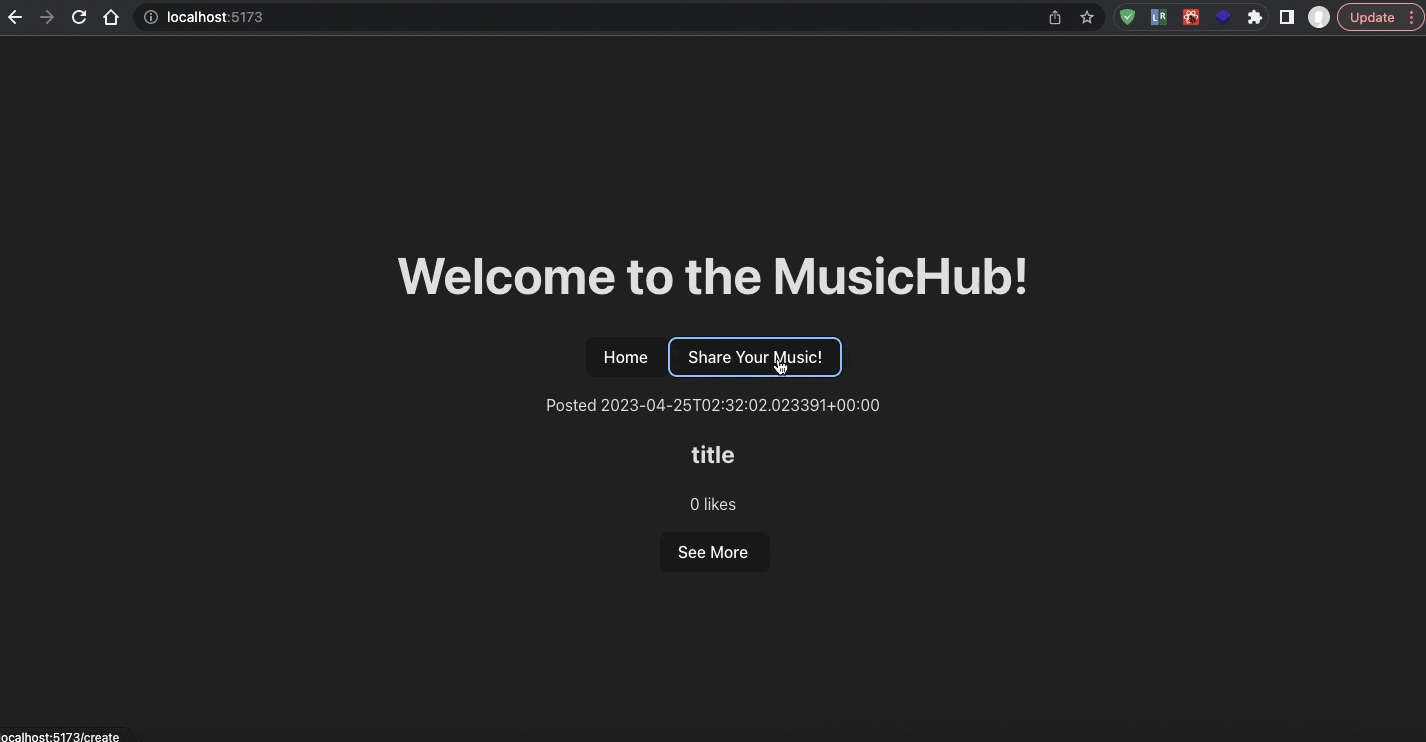 localhost:5173
Update
Welcome to the MusicHub!
Home
Share Your Music!
Posted 2023-04-25T02:32:02.023391+00:00
title
0 likes
See More
ocalhost:5173/create